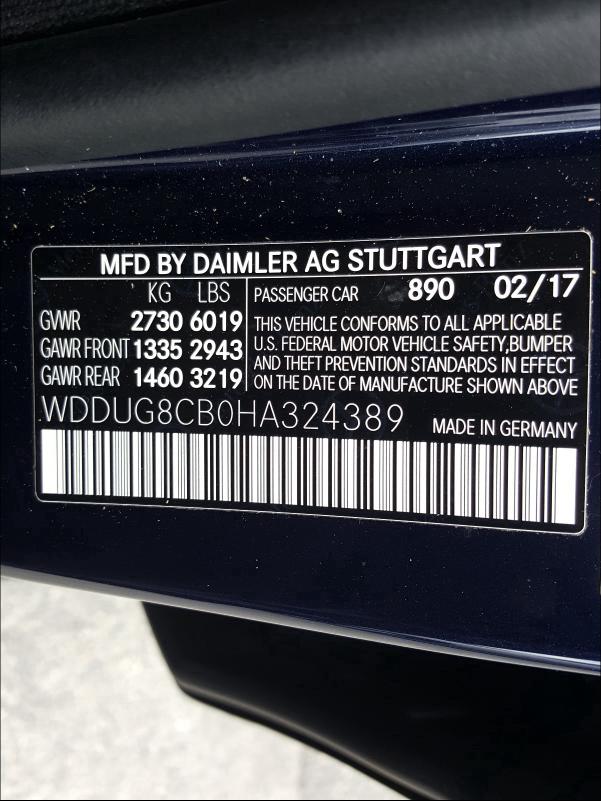 MFD BY DAIMLER AG STUTTGART
KG LBS
GVWR 2730 6019
GAWR FRONT 1335 2943
GAWR REAR 1460 3219
PASSENGER CAR 890 02/17
THIS VEHICLE CONFORMS TO ALL APPLICABLE
U.S. FEDERAL MOTOR VEHICLE SAFETY,BUMPER
AND THEFT PREVENTION STANDARDS IN EFFECT
ON THE DATE OF MANUFACTURE SHOWN ABOVE
WDDUG8CB0HA324389
MADE IN GERMANY